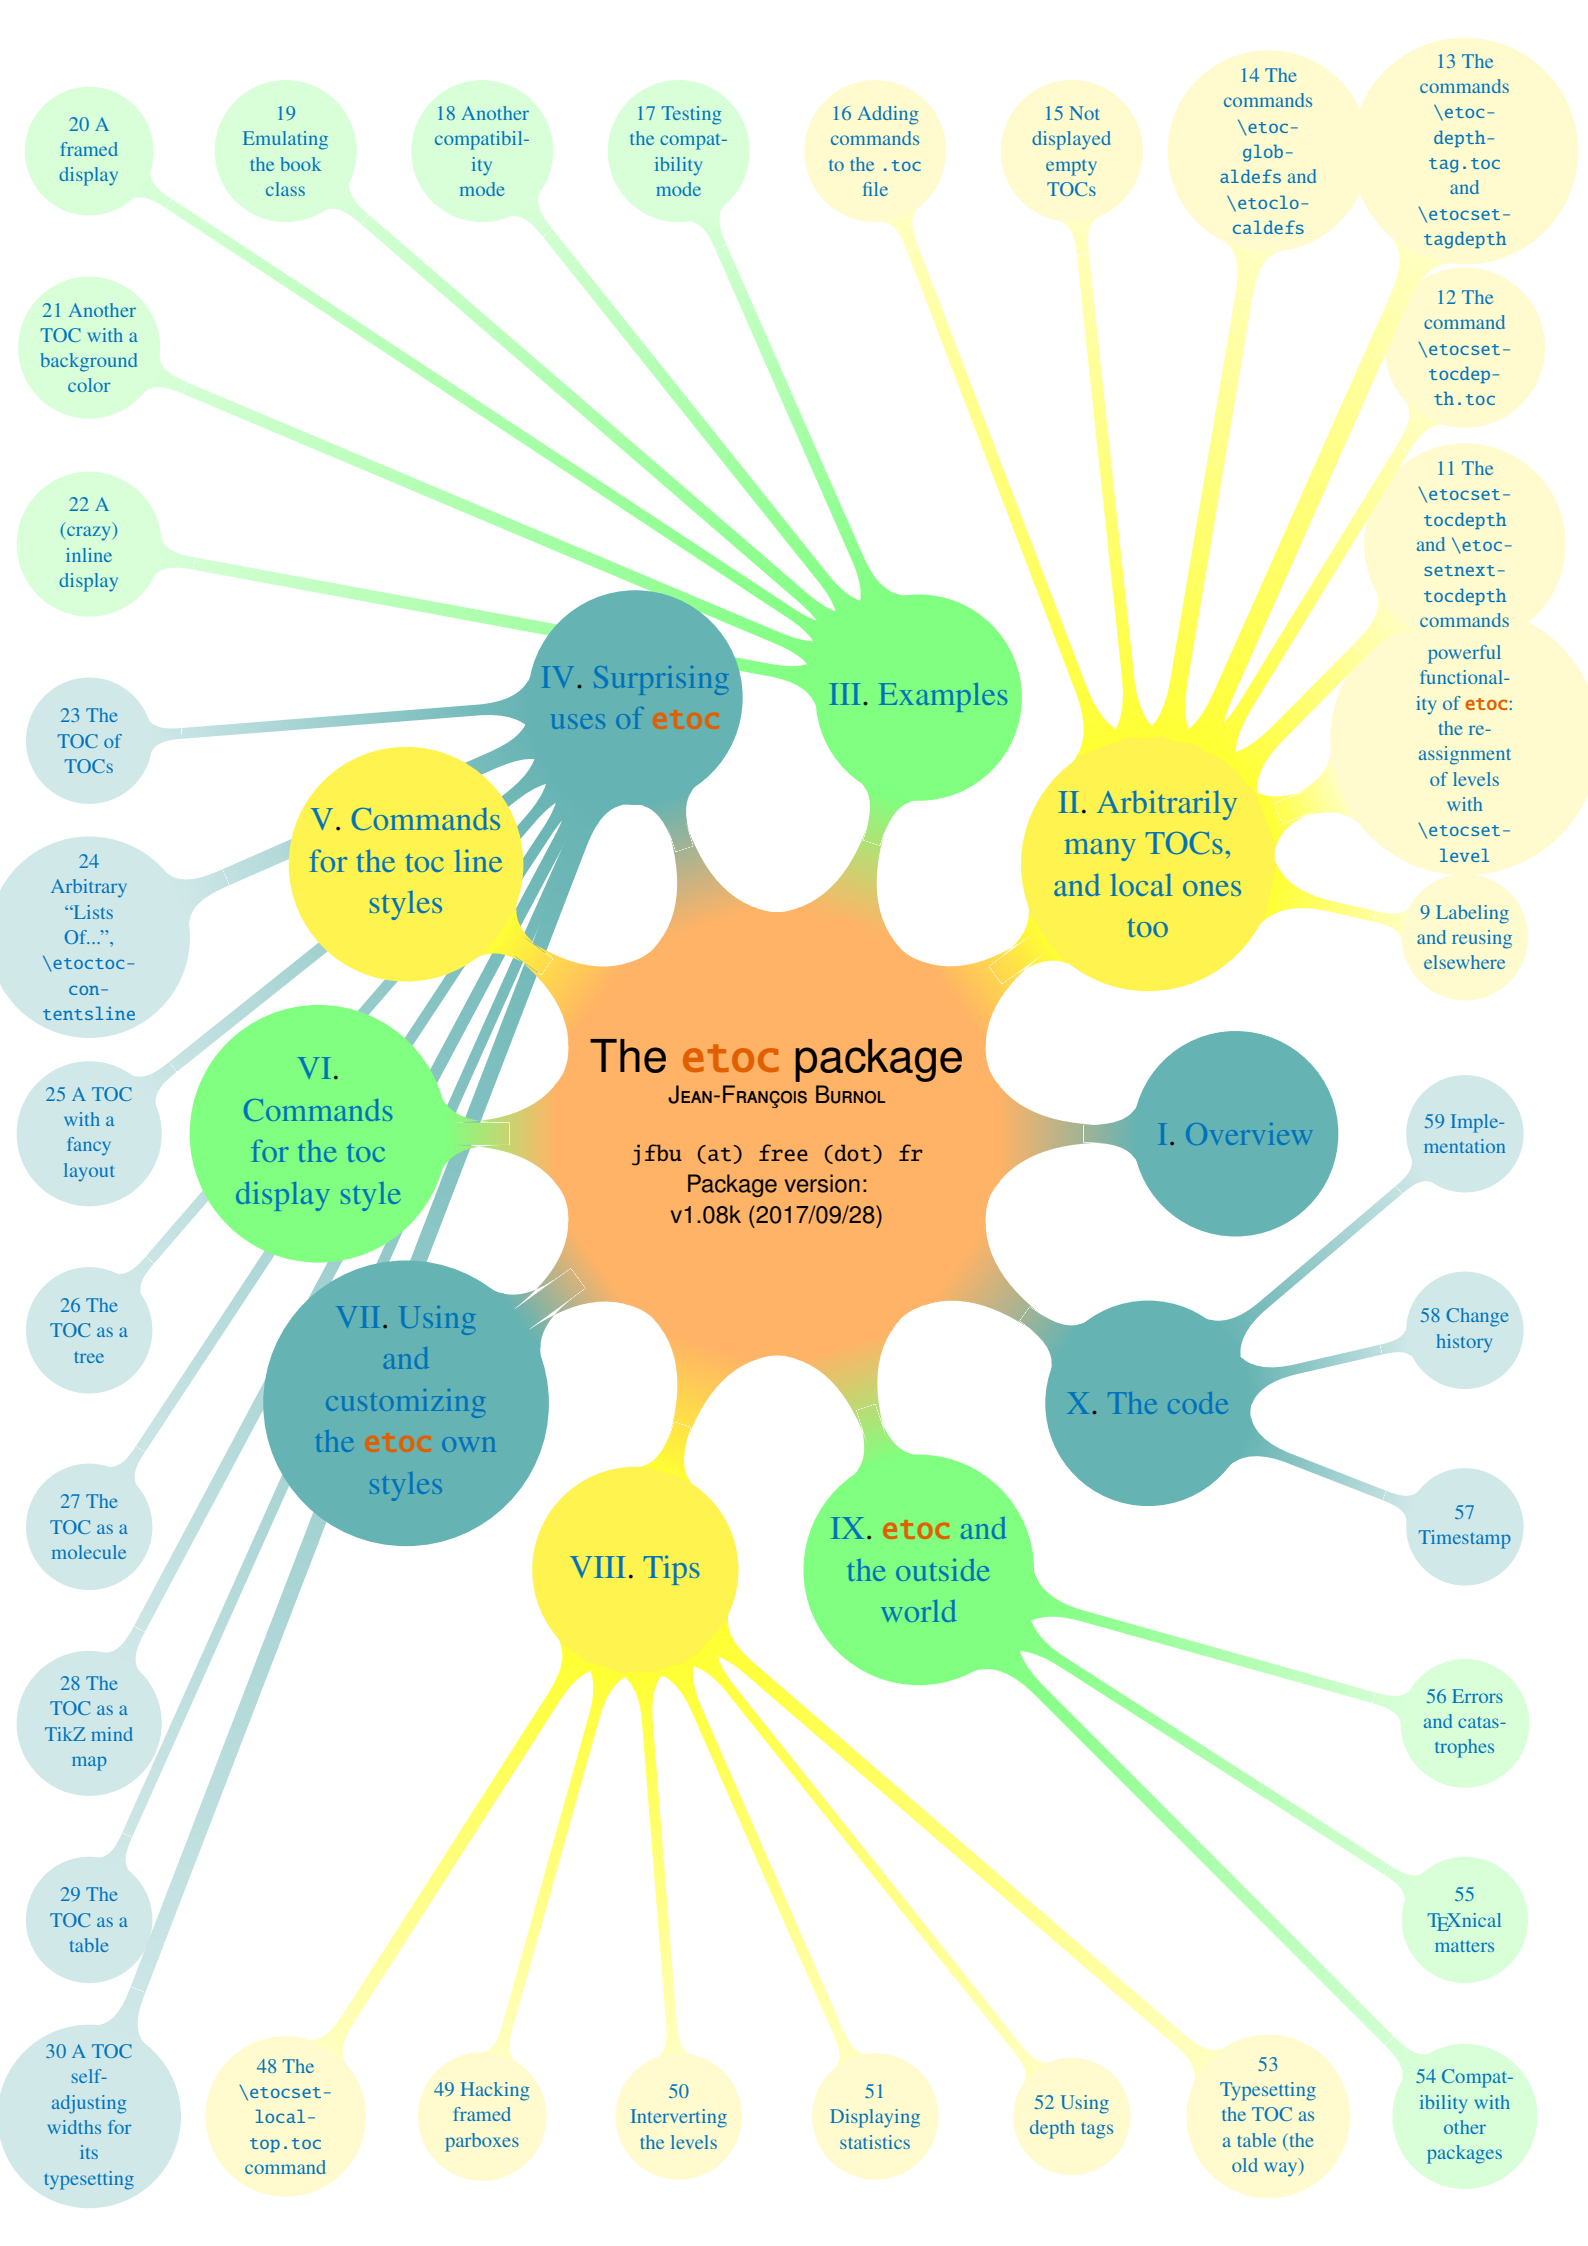 20 A
framed
display
19
Emulating
the book
class
18 Another
compatibil-
ity
mode
17 Testing
the compat-
ibility
mode
16 Adding
commands
to the .toc
file
15 Not
displayed
empty
TOCs
14 The
commands
\etoc-
glob-
aldefs and
\etoclo-
caldefs
13 The
commands
\etoc-
depth-
tag.toc
and
\etocset-
tagdepth
12 The
command
\etocset-
tocdep-
th.toc
11 The
\etocset-
tocdepth
and \etoc-
setnext-
tocdepth
commands
powerful
functional-
ity of etoc:
the re-
assignment
of levels
with
\etocset-
level
9 Labeling
and reusing
elsewhere
21 Another
TOC with a
background
color
22 A
(crazy)
inline
display
23 The
TOC of
TOCs
24
Arbitrary
“Lists
Of...”,
\etoctoc-
con-
tentsline
25 A TOC
with a
fancy
layout
26 The
TOC as a
tree
27 The
TOC as a
molecule
28 The
TOC as a
TikZ mind
map
29 The
TOC as a
table
30 A TOC
self-
adjusting
widths for
its
typesetting
IV. Surprising
uses of etoc
III. Examples
II. Arbitrarily
many TOCs,
and local ones
too
V. Commands
for the toc line
styles
VI.
Commands
for the toc
display style
The etoc package
Jean-François Burnol
jfbu (at) free (dot) fr
Package version:
v1.08k (2017/09/28)
I. Overview
VII. Using
and
customizing
the etoc own
styles
VIII. Tips
IX. etoc and
the outside
world
X. The code
59 Imple-
mentation
58 Change
history
57
Timestamp
56 Errors
and catas-
trophes
55
TEXnical
matters
54 Compat-
ibility with
other
packages
48 The
\etocset-
local-
top.toc
command
49 Hacking
framed
parboxes
50
Interverting
the levels
51
Displaying
statistics
52 Using
depth tags
53
Typesetting
the TOC as
a table (the
old way)